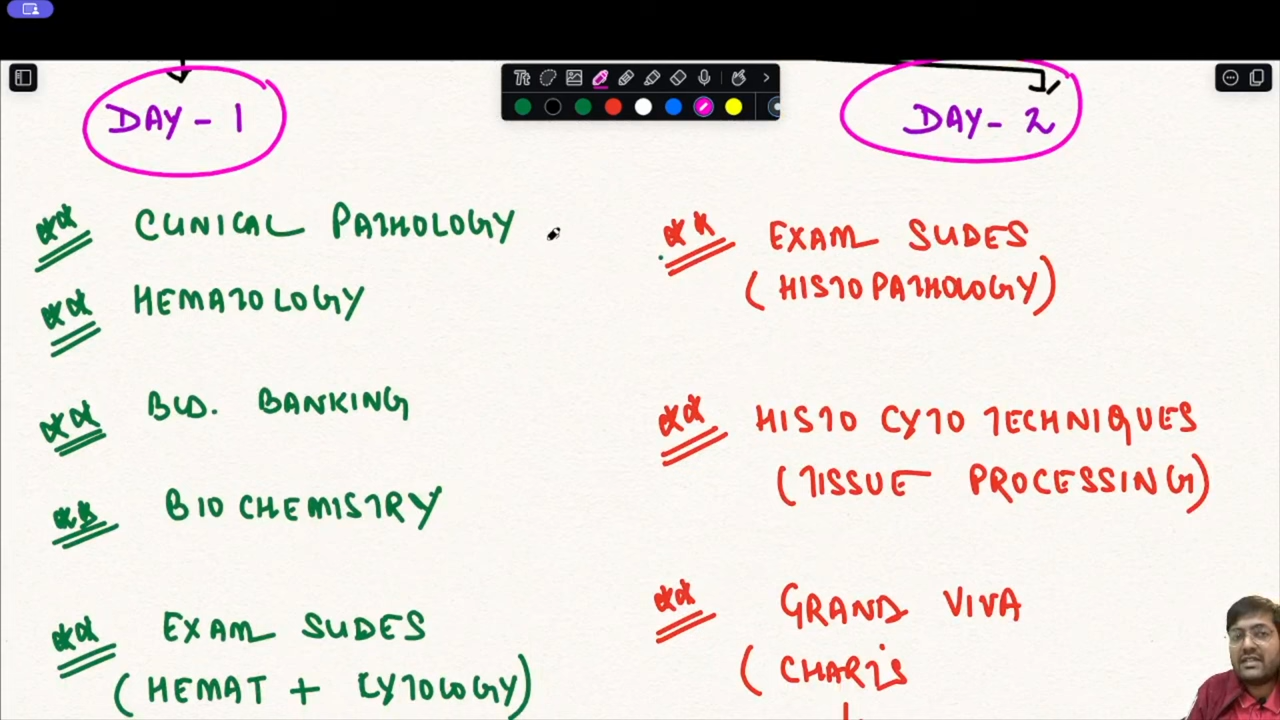 DAY - 1
CLINICAL PATHOLOGY
HEMATOLOGY
BLD. BANKING
BIOCHEMISTRY
EXAM SLIDES
(HEMAT + CYTOLOGY)
Tt
DAY - 2
EXAM SLIDES
(HISTOPATHOLOGY)
HISTO CYTO TECHNIQUES
(TISSUE PROCESSING)
GRAND VIVA
(CHARTS